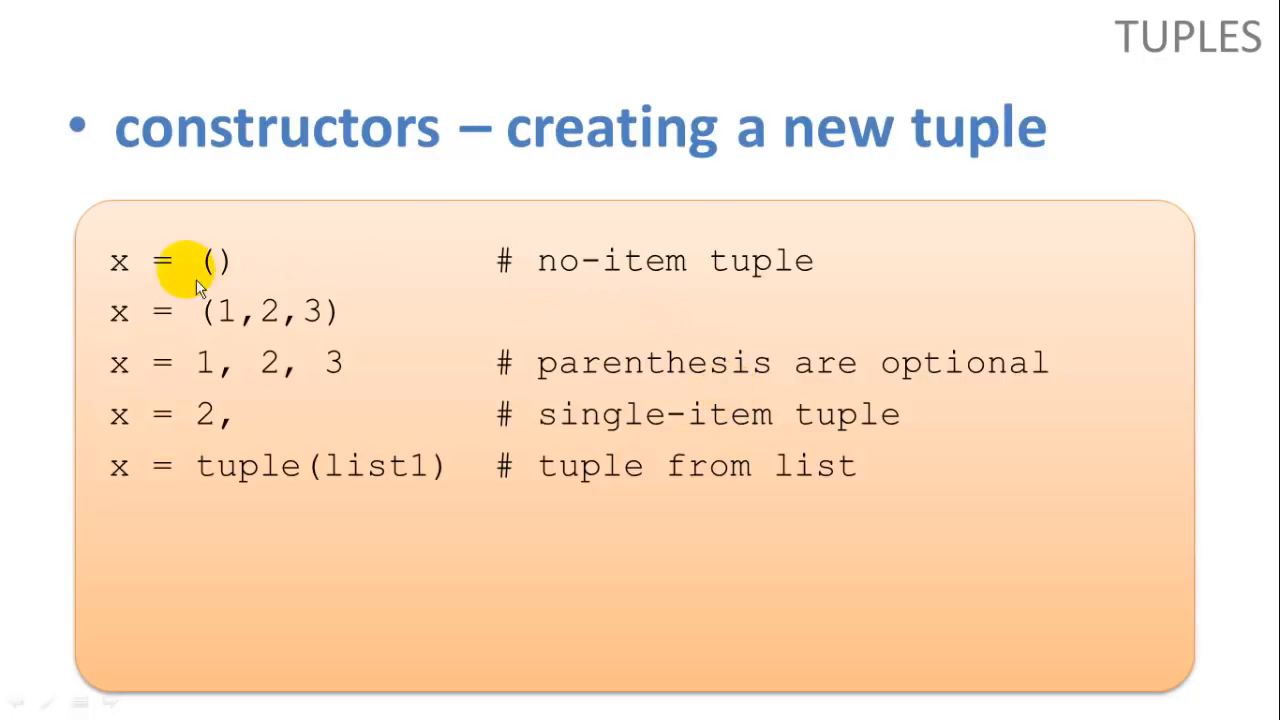 TUPLES
• constructors – creating a new tuple
x = () # no-item tuple
x = (1,2,3)
x = 1, 2, 3 # parenthesis are optional
x = 2, # single-item tuple
x = tuple(list1) # tuple from list